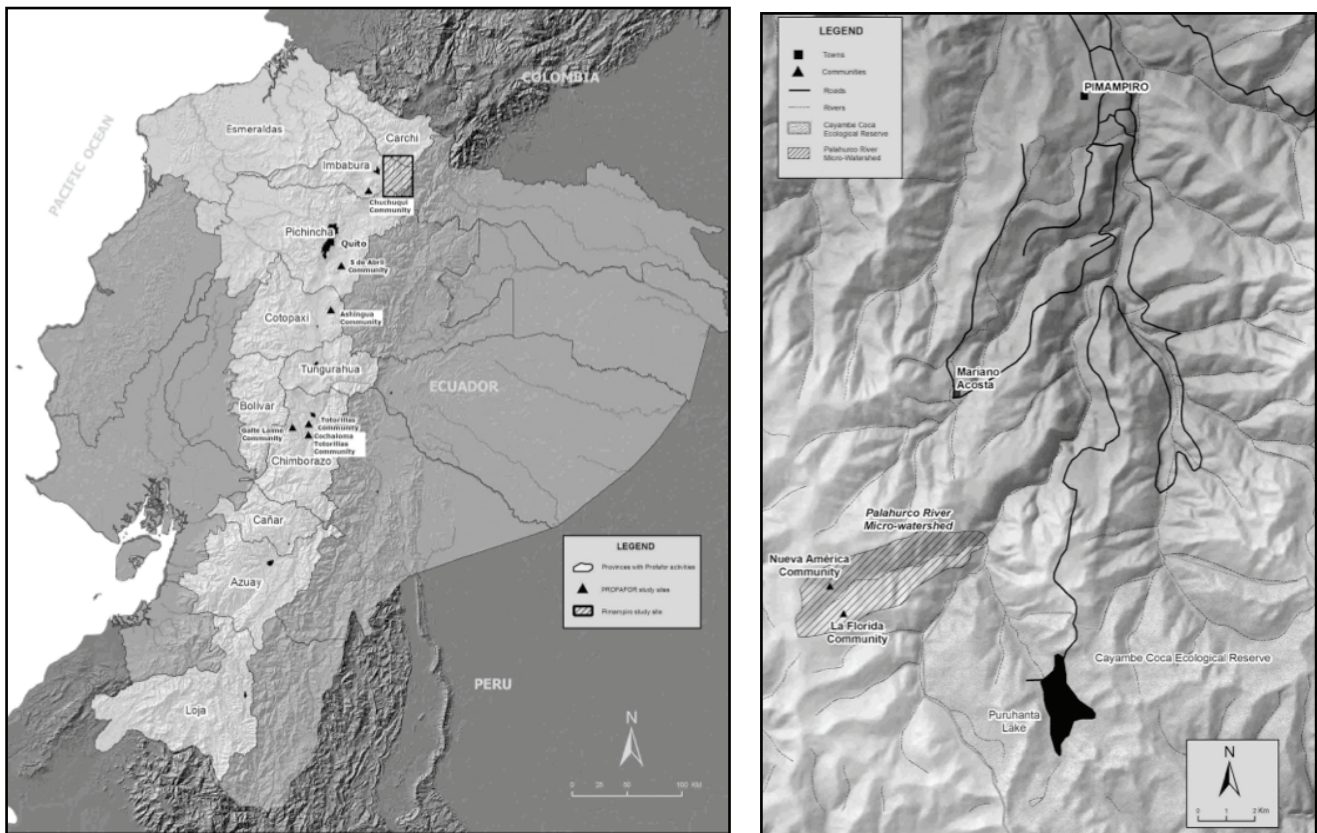 COLOMBIA
PACIFIC OCEAN
Esmeraldas
Carchi
Imbabura
Chuchuqui
Community
Pichincha
Quito
5 de Abril
Community
Cotopaxi
Ashingua
Community
Tungurahua
ECUADOR
Bolivar
Totorillas
Community
Galte Laime
Community
Cochaloma
Totorillas
Community
Chimborazo
Cañar
Azuay
Loja
PERU
LEGEND
Provinces with Profafor activities
PROFAFOR study sites
Pimampiro study site
N
0 25 50 100 KM
LEGEND
Towns
Communities
Roads
Rivers
Cayambe Coca
Ecological Reserve
Palahurco River
Micro-Watershed
PIMAMPIRO
Mariano
Acosta
Palahurco River
Micro-watershed
Nueva América
Community
La Florida
Community
Cayambe Coca Ecological Reserve
Puruhanta
Lake
N
0 1 2 Km